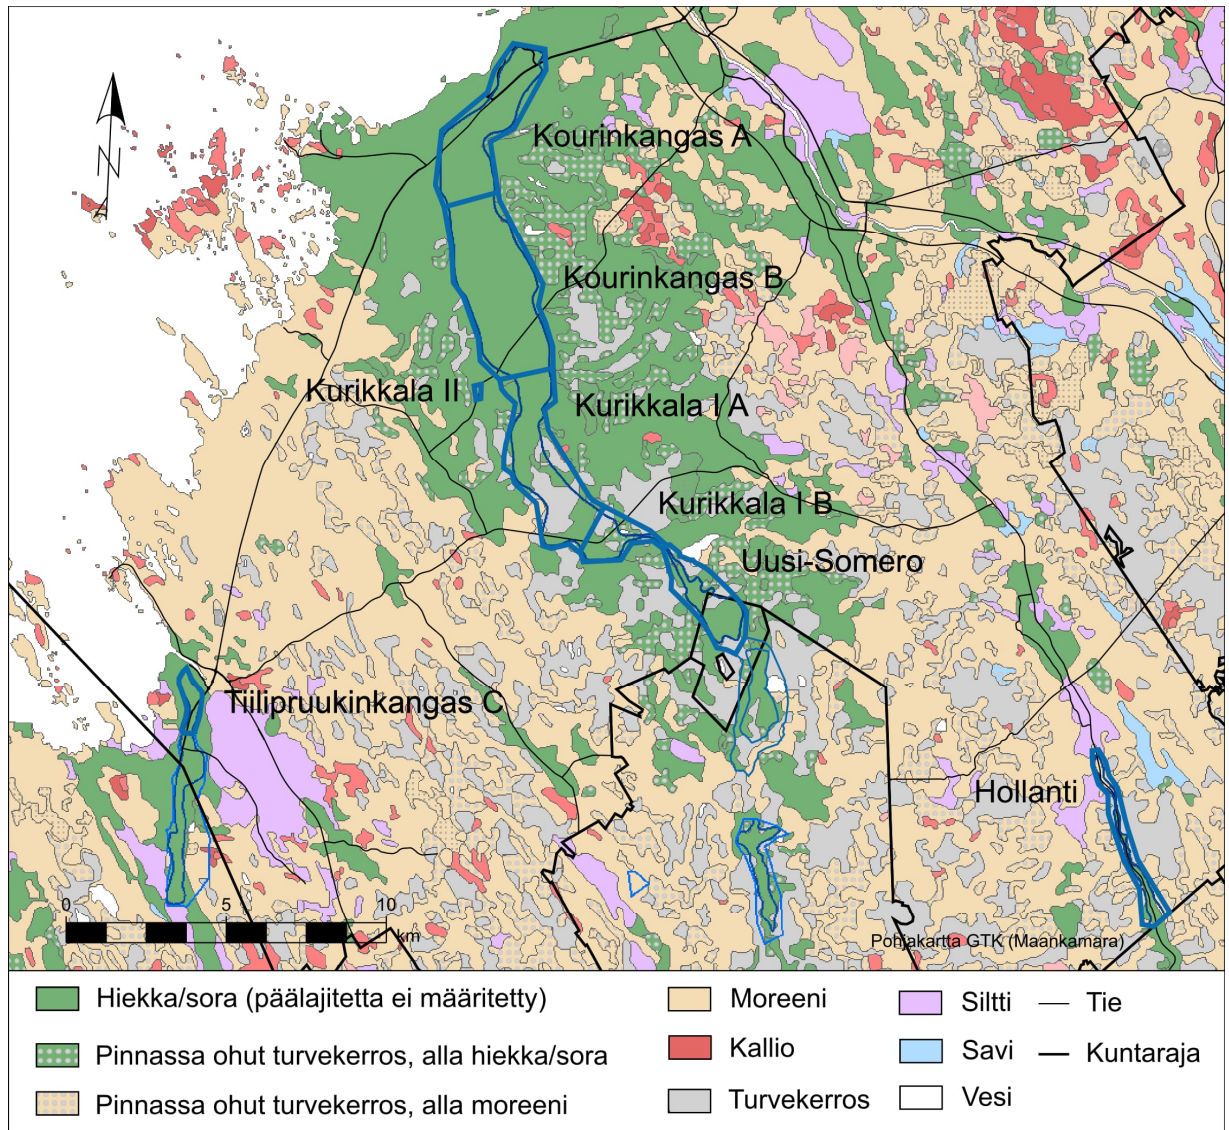 N
Kourinkangas A
Kourinkangas B
Kurikkala II
Kurikkala I A
Kurikkala I B
Uusi-Somero
Tiilipruukinkangas C
Hollanti
0 5 10
km
Pohjakartta GTK (Maankamara)
Hiekka/sora (päälajitetta ei määritetty)
Pinnassa ohut turvekerros, alla hiekka/sora
Pinnassa ohut turvekerros, alla moreeni
Moreeni
Kallio
Turvekerros
Siltti
Savi
Vesi
Tie
Kuntaraja